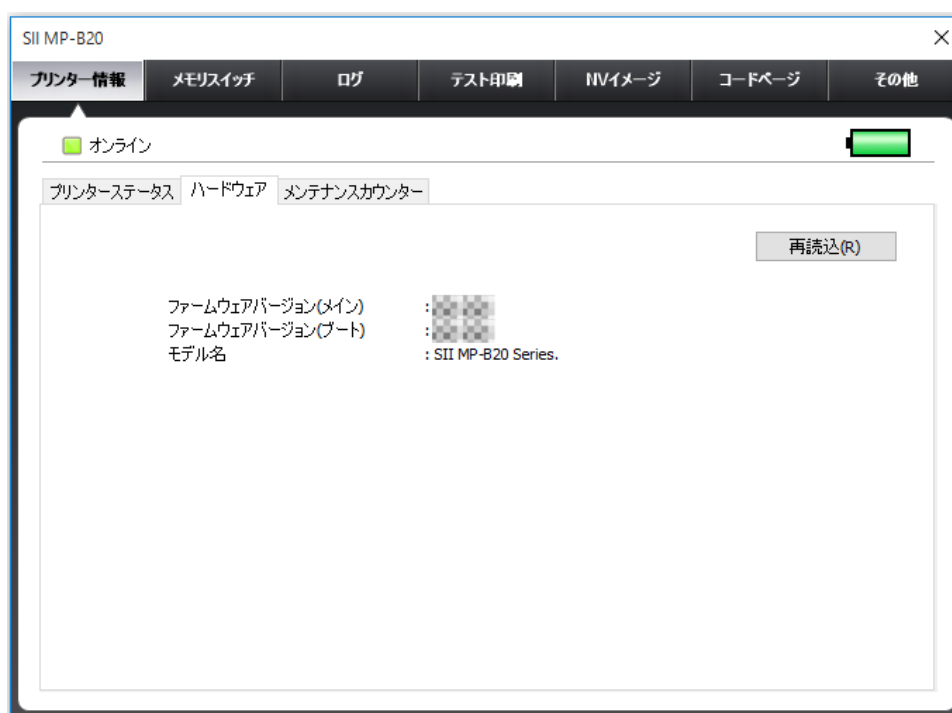 SII MP-B20
プリンター情報 メモリスイッチ ログ テスト印刷 NVイメージ コードページ その他
オンライン
プリンターステータス ハードウェア メンテナンスカウンター
再読込(R)
ファームウェアバージョン(メイン) :
ファームウェアバージョン(ブート) :
モデル名 : SII MP-B20 Series.